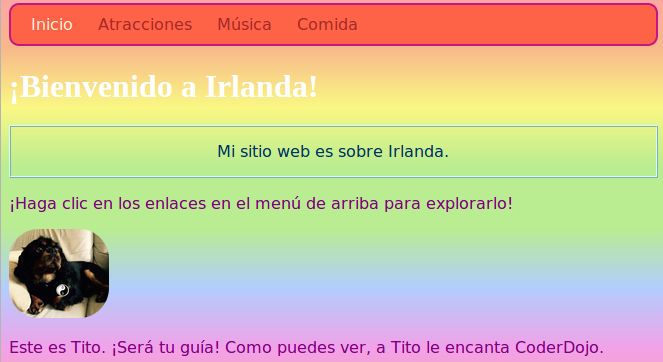 Inicio Atracciones Música Comida
¡Bienvenido a Irlanda!
Mi sitio web es sobre Irlanda.
¡Haga clic en los enlaces en el menú de arriba para explorarlo!
Este es Tito. ¡Será tu guía! Como puedes ver, a Tito le encanta CoderDojo.